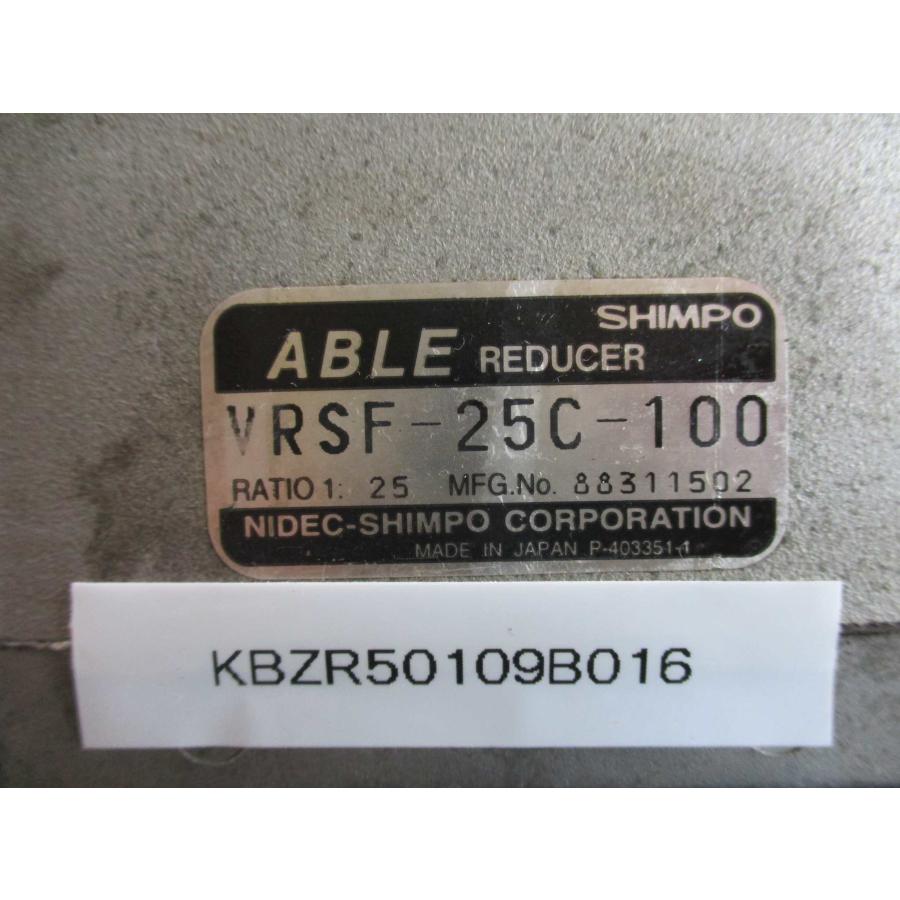 SHIMPO
ABLE REDUCER
VRSF-25C-100
RATIO 1: 25 MFG.No. 88311502
NIDEC-SHIMPO CORPORATION
MADE IN JAPAN P-403351-1
KBZR50109B016